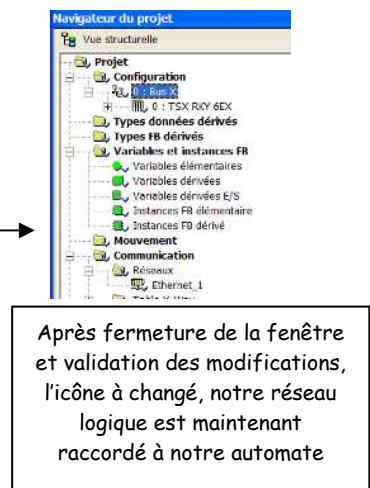 Navigateur du projet
Vue structurelle
Projet
Configuration
0 : Bus X
0 : TSX RKY 6EX
Types données dérivés
Types FB dérivés
Variables et instances FB
Variables élémentaires
Variables dérivées
Variables dérivées E/S
Instances FB élémentaire
Instances FB dérivé
Mouvement
Communication
Réseaux
Ethernet_1
Après fermeture de la fenêtre
et validation des modifications,
l'icône à changé, notre réseau
logique est maintenant
raccordé à notre automate